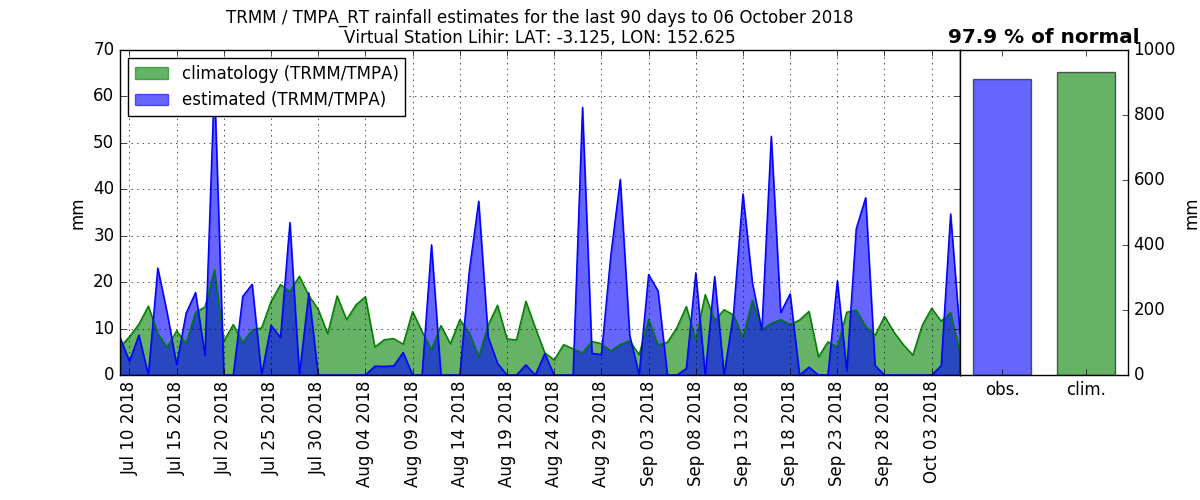 TRMM / TMPA_RT rainfall estimates for the last 90 days to 06 October 2018
Virtual Station Lihir: LAT: -3.125, LON: 152.625
97.9 % of normal
climatology (TRMM/TMPA)
estimated (TRMM/TMPA)
mm
70
60
50
40
30
20
10
0
Jul 10 2018
Jul 15 2018
Jul 20 2018
Jul 25 2018
Jul 30 2018
Aug 04 2018
Aug 09 2018
Aug 14 2018
Aug 19 2018
Aug 24 2018
Aug 29 2018
Sep 03 2018
Sep 08 2018
Sep 13 2018
Sep 18 2018
Sep 23 2018
Sep 28 2018
Oct 03 2018
obs.
clim.
1000
800
600
400
200
0
mm